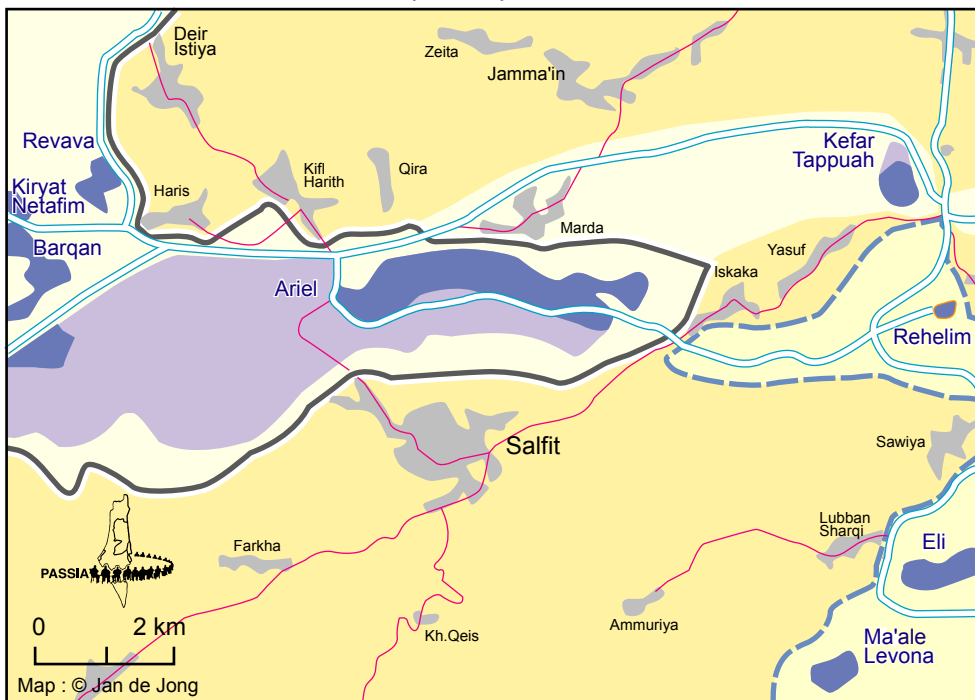 Deir
Istiya
Zeita
Jamma'in
Revava
Kefar
Tappuah
Kifl
Harith
Qira
Kiryat
Netafim
Haris
Marda
Barqan
Yasuf
Iskaka
Ariel
Rehelim
Salfit
Sawiya
Lubban
Sharqi
Farkha
Eli
PASSIA
Ammuriya
0 2 km
Kh.Qeis
Ma'ale
Levona
Map : © Jan de Jong